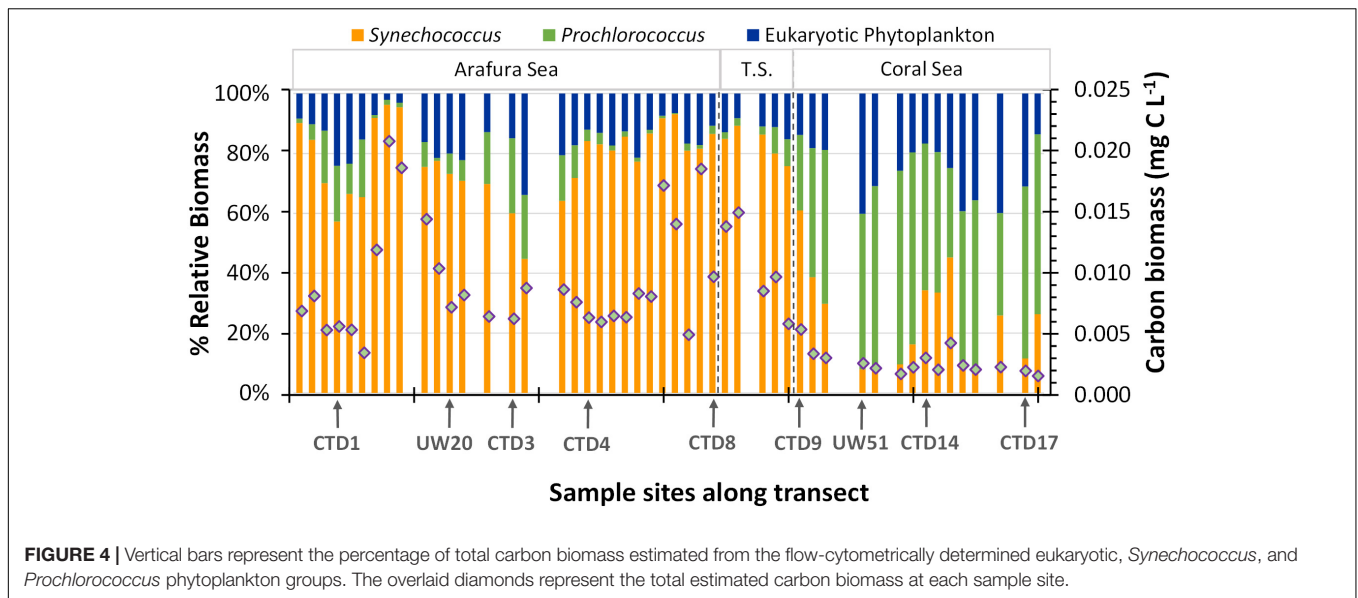 Synechococcus Prochlorococcus Eukaryotic Phytoplankton
Arafura Sea T.S. Coral Sea
100% 0.025
80% 0.020
0.015
60%
0.010
40%
20% 0.005
0% 0.000
% Relative Biomass
Carbon biomass (mg C L-1)
CTD1 UW20 CTD3 CTD4 CTD8 CTD9 UW51 CTD14 CTD17
Sample sites along transect
FIGURE 4 | Vertical bars represent the percentage of total carbon biomass estimated from the flow-cytometrically determined eukaryotic, Synechococcus, and
Prochlorococcus phytoplankton groups. The overlaid diamonds represent the total estimated carbon biomass at each sample site.